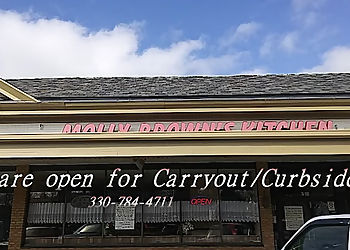 MOLLY BROWN'S KITCHEN
are open for Carryout/Curbside
330-784-4711
OPEN